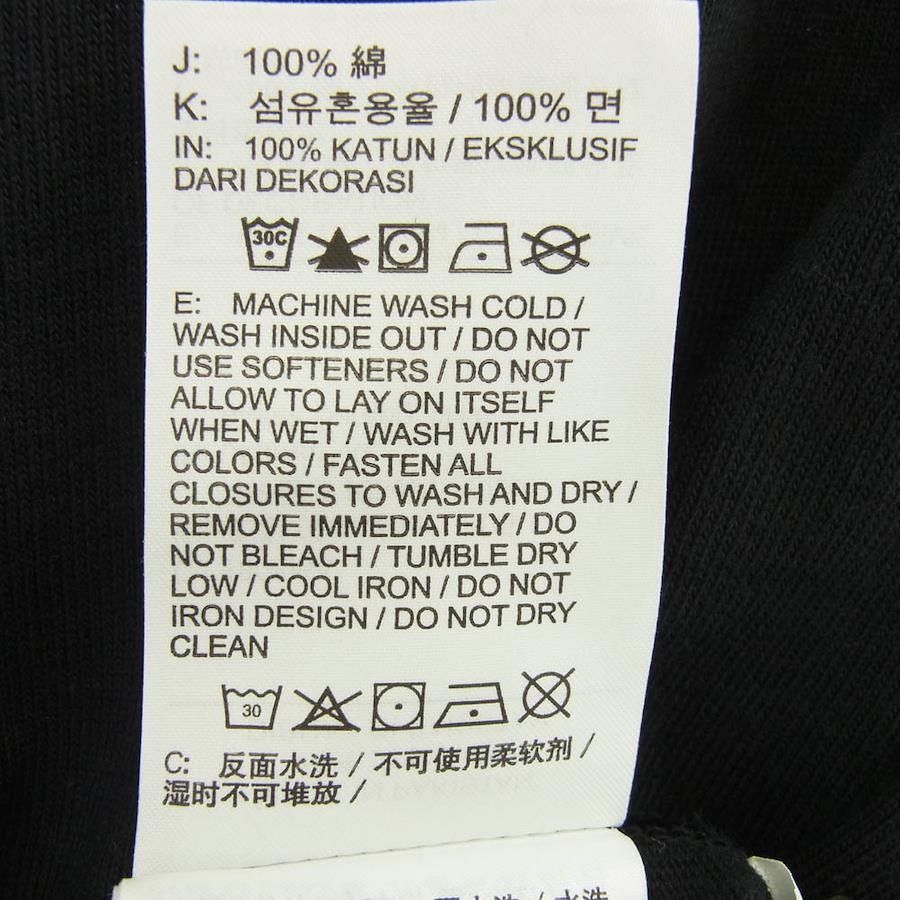 J: 100% 綿
K: 섬유혼용율 / 100% 면
IN: 100% KATUN / EKSKLUSIF
DARI DEKORASI
30C
E: MACHINE WASH COLD /
WASH INSIDE OUT / DO NOT
USE SOFTENERS / DO NOT
ALLOW TO LAY ON ITSELF
WHEN WET / WASH WITH LIKE
COLORS / FASTEN ALL
CLOSURES TO WASH AND DRY /
REMOVE IMMEDIATELY / DO
NOT BLEACH / TUMBLE DRY
LOW / COOL IRON / DO NOT
IRON DESIGN / DO NOT DRY
CLEAN
30
C: 反面水洗 / 不可使用柔软剂 /
湿时不可堆放 /